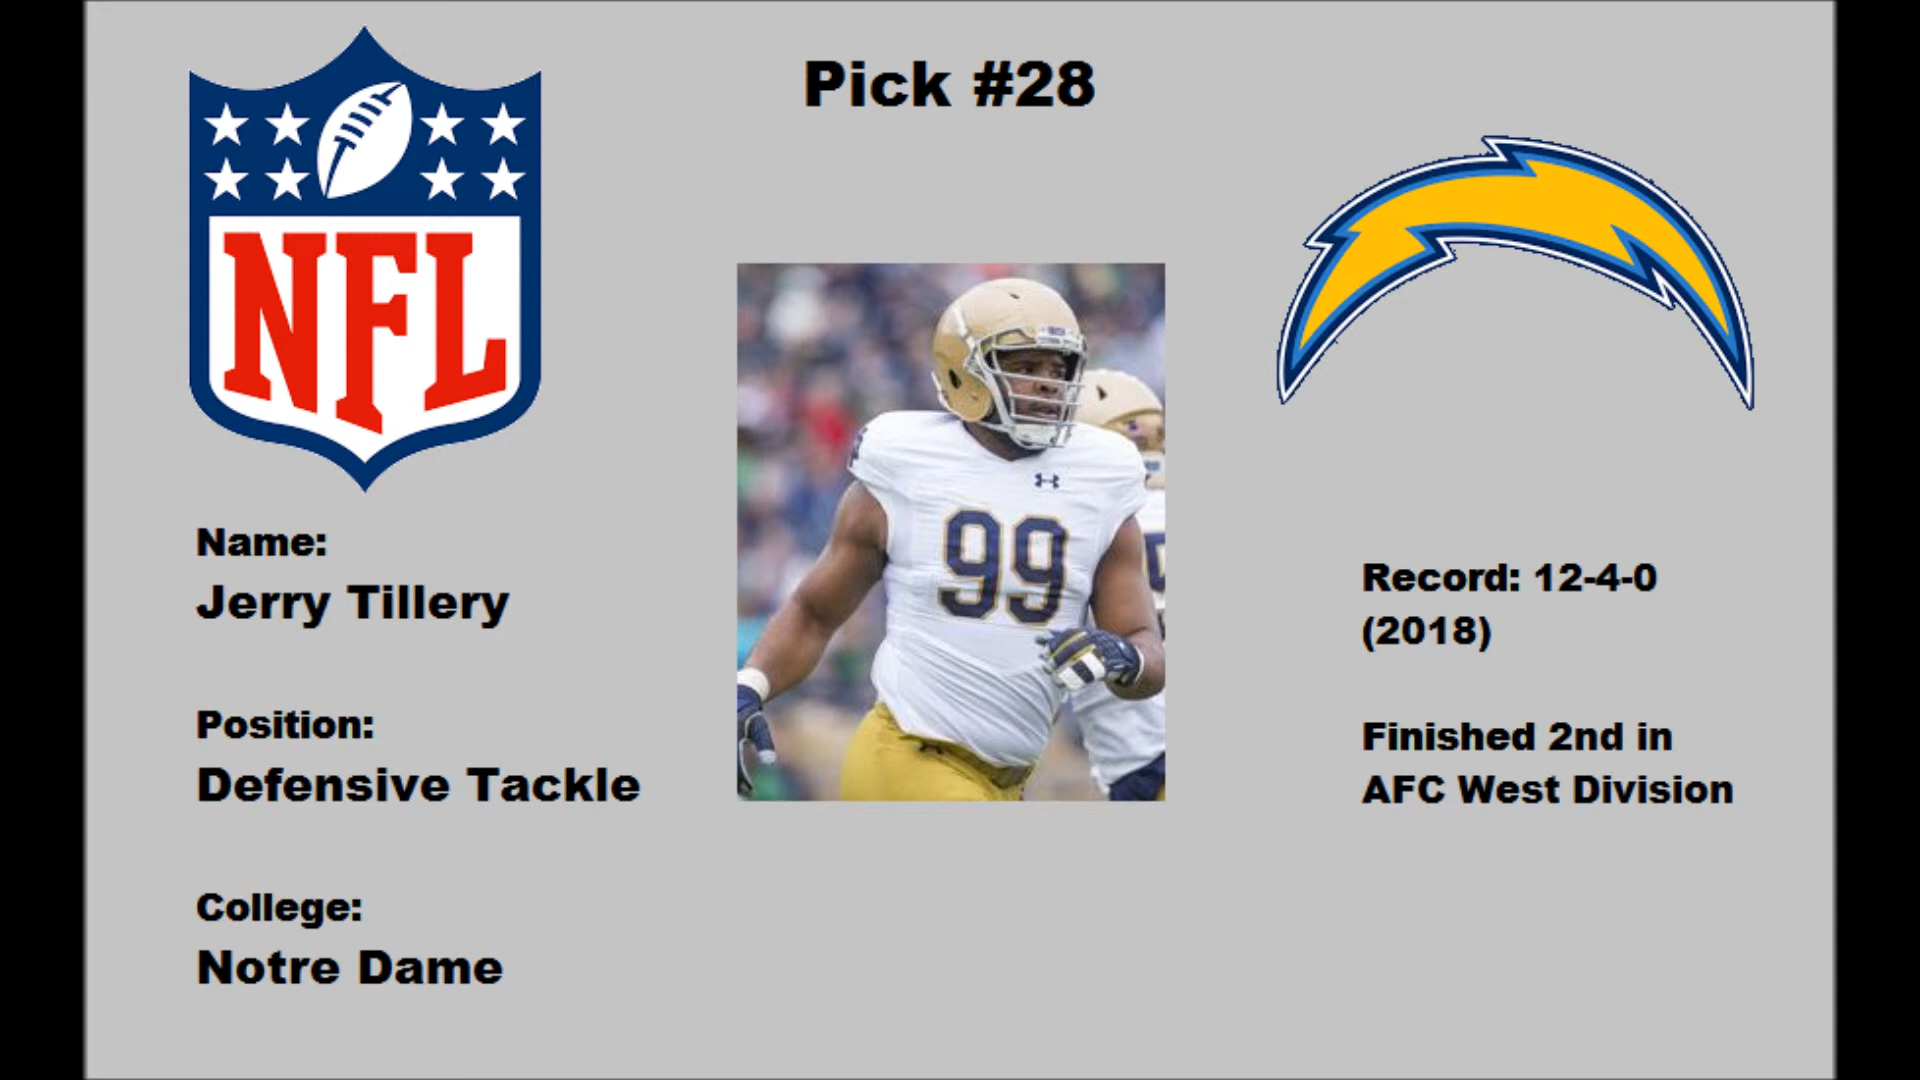 Pick #28
NFL
99
Name:
Jerry Tillery
Position:
Defensive Tackle
College:
Notre Dame
Record: 12-4-0
(2018)
Finished 2nd in
AFC West Division